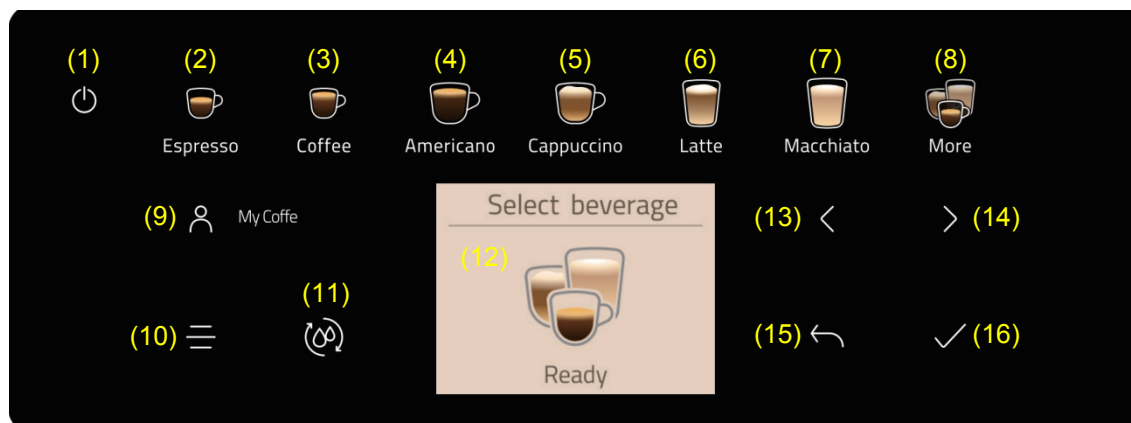 (1) (2) (3) (4) (5) (6) (7) (8)
Espresso Coffee Americano Cappuccino Latte Macchiato More
(9) My Coffe
Select beverage
(13) (14)
(12)
(11)
(10)
(15) (16)
Ready